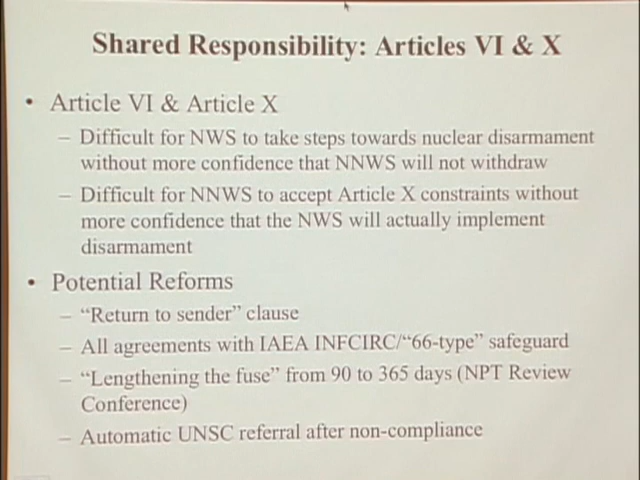 Shared Responsibility: Articles VI & X
• Article VI & Article X
– Difficult for NWS to take steps towards nuclear disarmament
without more confidence that NNWS will not withdraw
– Difficult for NNWS to accept Article X constraints without
more confidence that the NWS will actually implement
disarmament
• Potential Reforms
– “Return to sender” clause
– All agreements with IAEA INFCIRC/“66-type” safeguard
– “Lengthening the fuse” from 90 to 365 days (NPT Review
Conference)
– Automatic UNSC referral after non-compliance